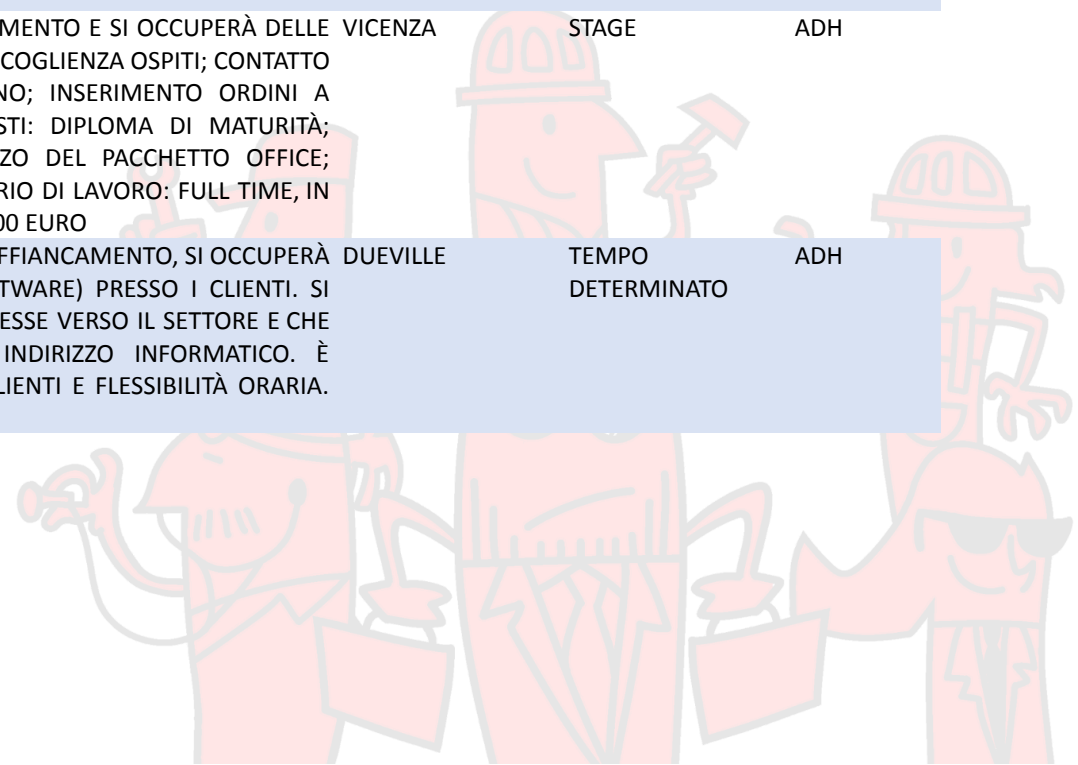 MENTO E SI OCCUPERÀ DELLE VICENZA STAGE ADH
COGLIENZA OSPITI; CONTATTO
NO; INSERIMENTO ORDINI A
STI: DIPLOMA DI MATURITÀ;
ZO DEL PACCHETTO OFFICE;
RIO DI LAVORO: FULL TIME, IN
00 EURO
FFIANCAMENTO, SI OCCUPERÀ DUEVILLE TEMPO ADH
TWARE) PRESSO I CLIENTI. SI DETERMINATO
ESSE VERSO IL SETTORE E CHE
INDIRIZZO INFORMATICO. È
LIENTI E FLESSIBILITÀ ORARIA.